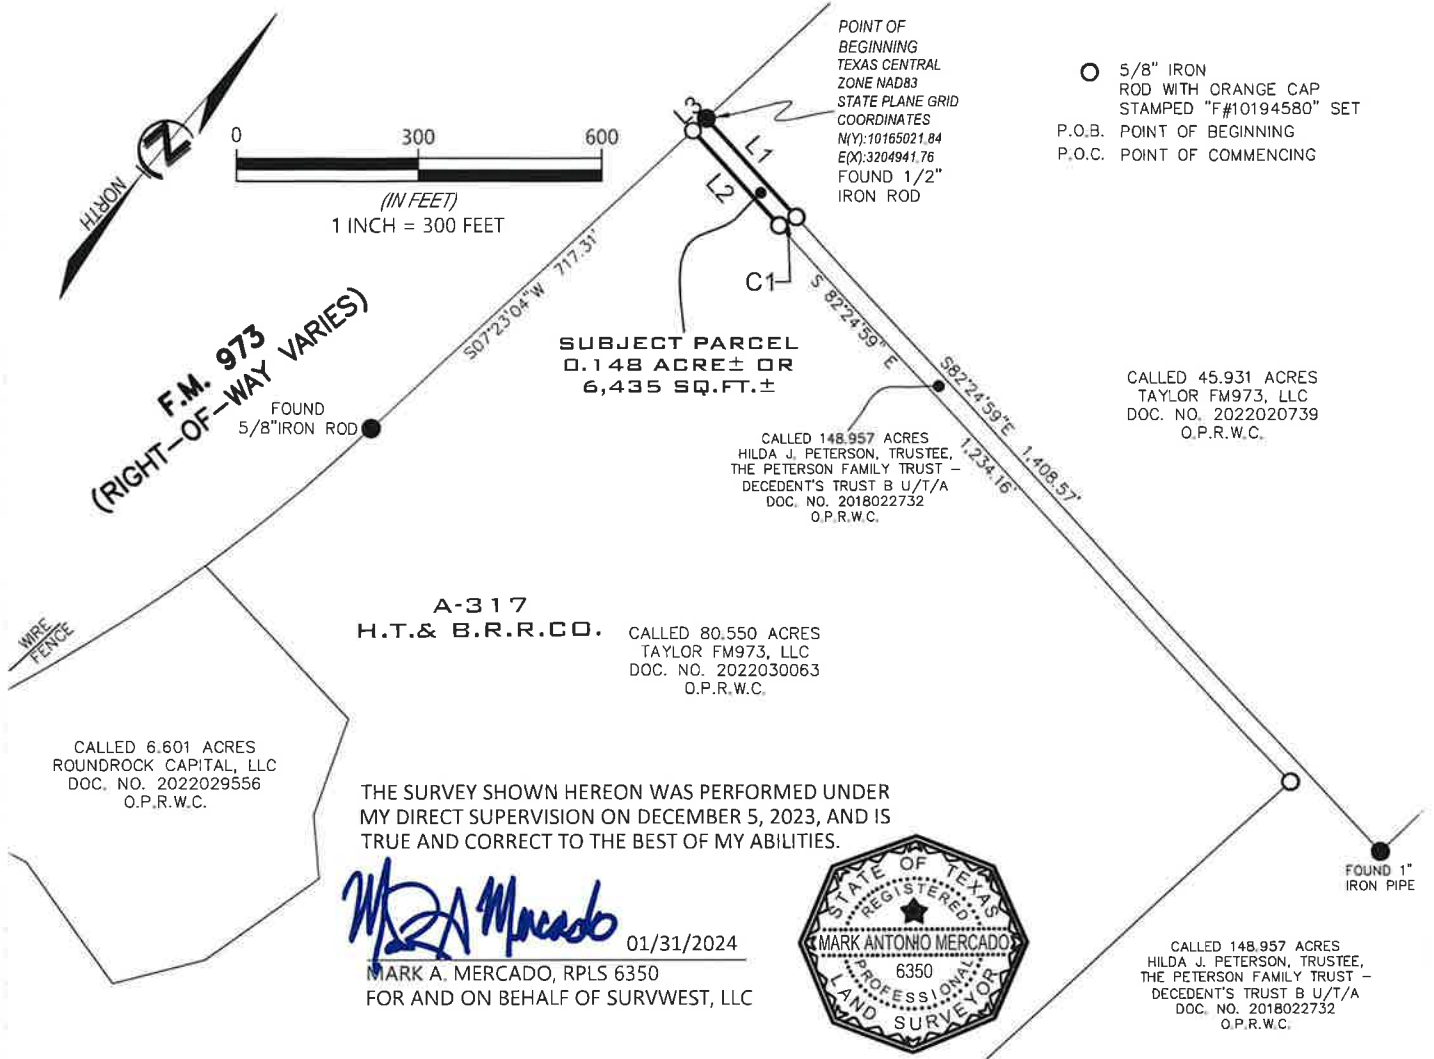 NORTH
N
0 300 600
(IN FEET)
1 INCH = 300 FEET
POINT OF
BEGINNING
TEXAS CENTRAL
ZONE NAD83
STATE PLANE GRID
COORDINATES
N(Y):10165021.84
E(X):3204941.76
FOUND 1/2"
IRON ROD
5/8" IRON
ROD WITH ORANGE CAP
STAMPED "F#10194580" SET
P.O.B. POINT OF BEGINNING
P.O.C. POINT OF COMMENCING
L3
L1
L2
C1
S07°23'04"W 717.31'
F.M. 973
(RIGHT-OF-WAY VARIES)
FOUND
5/8"IRON ROD
SUBJECT PARCEL
0.148 ACRE± OR
6,435 SQ.FT.±
S 82°24'59" E
1,234.16'
S82°24'59"E 1,408.57'
CALLED 148.957 ACRES
HILDA J. PETERSON, TRUSTEE,
THE PETERSON FAMILY TRUST –
DECEDENT'S TRUST B U/T/A
DOC. NO. 2018022732
O.P.R.W.C.
CALLED 45.931 ACRES
TAYLOR FM973, LLC
DOC. NO. 2022020739
O.P.R.W.C.
WIRE
FENCE
A-317
H.T.& B.R.R.CO.
CALLED 80.550 ACRES
TAYLOR FM973, LLC
DOC. NO. 2022030063
O.P.R.W.C.
CALLED 6.601 ACRES
ROUNDROCK CAPITAL, LLC
DOC. NO. 2022029556
O.P.R.W.C.
THE SURVEY SHOWN HEREON WAS PERFORMED UNDER
MY DIRECT SUPERVISION ON DECEMBER 5, 2023, AND IS
TRUE AND CORRECT TO THE BEST OF MY ABILITIES.
Mark A Mercado 01/31/2024
MARK A. MERCADO, RPLS 6350
FOR AND ON BEHALF OF SURVWEST, LLC
STATE OF TEXAS
REGISTERED
MARK ANTONIO MERCADO
6350
PROFESSIONAL
LAND SURVEYOR
FOUND 1"
IRON PIPE
CALLED 148.957 ACRES
HILDA J. PETERSON, TRUSTEE,
THE PETERSON FAMILY TRUST –
DECEDENT'S TRUST B U/T/A
DOC. NO. 2018022732
O.P.R.W.C.